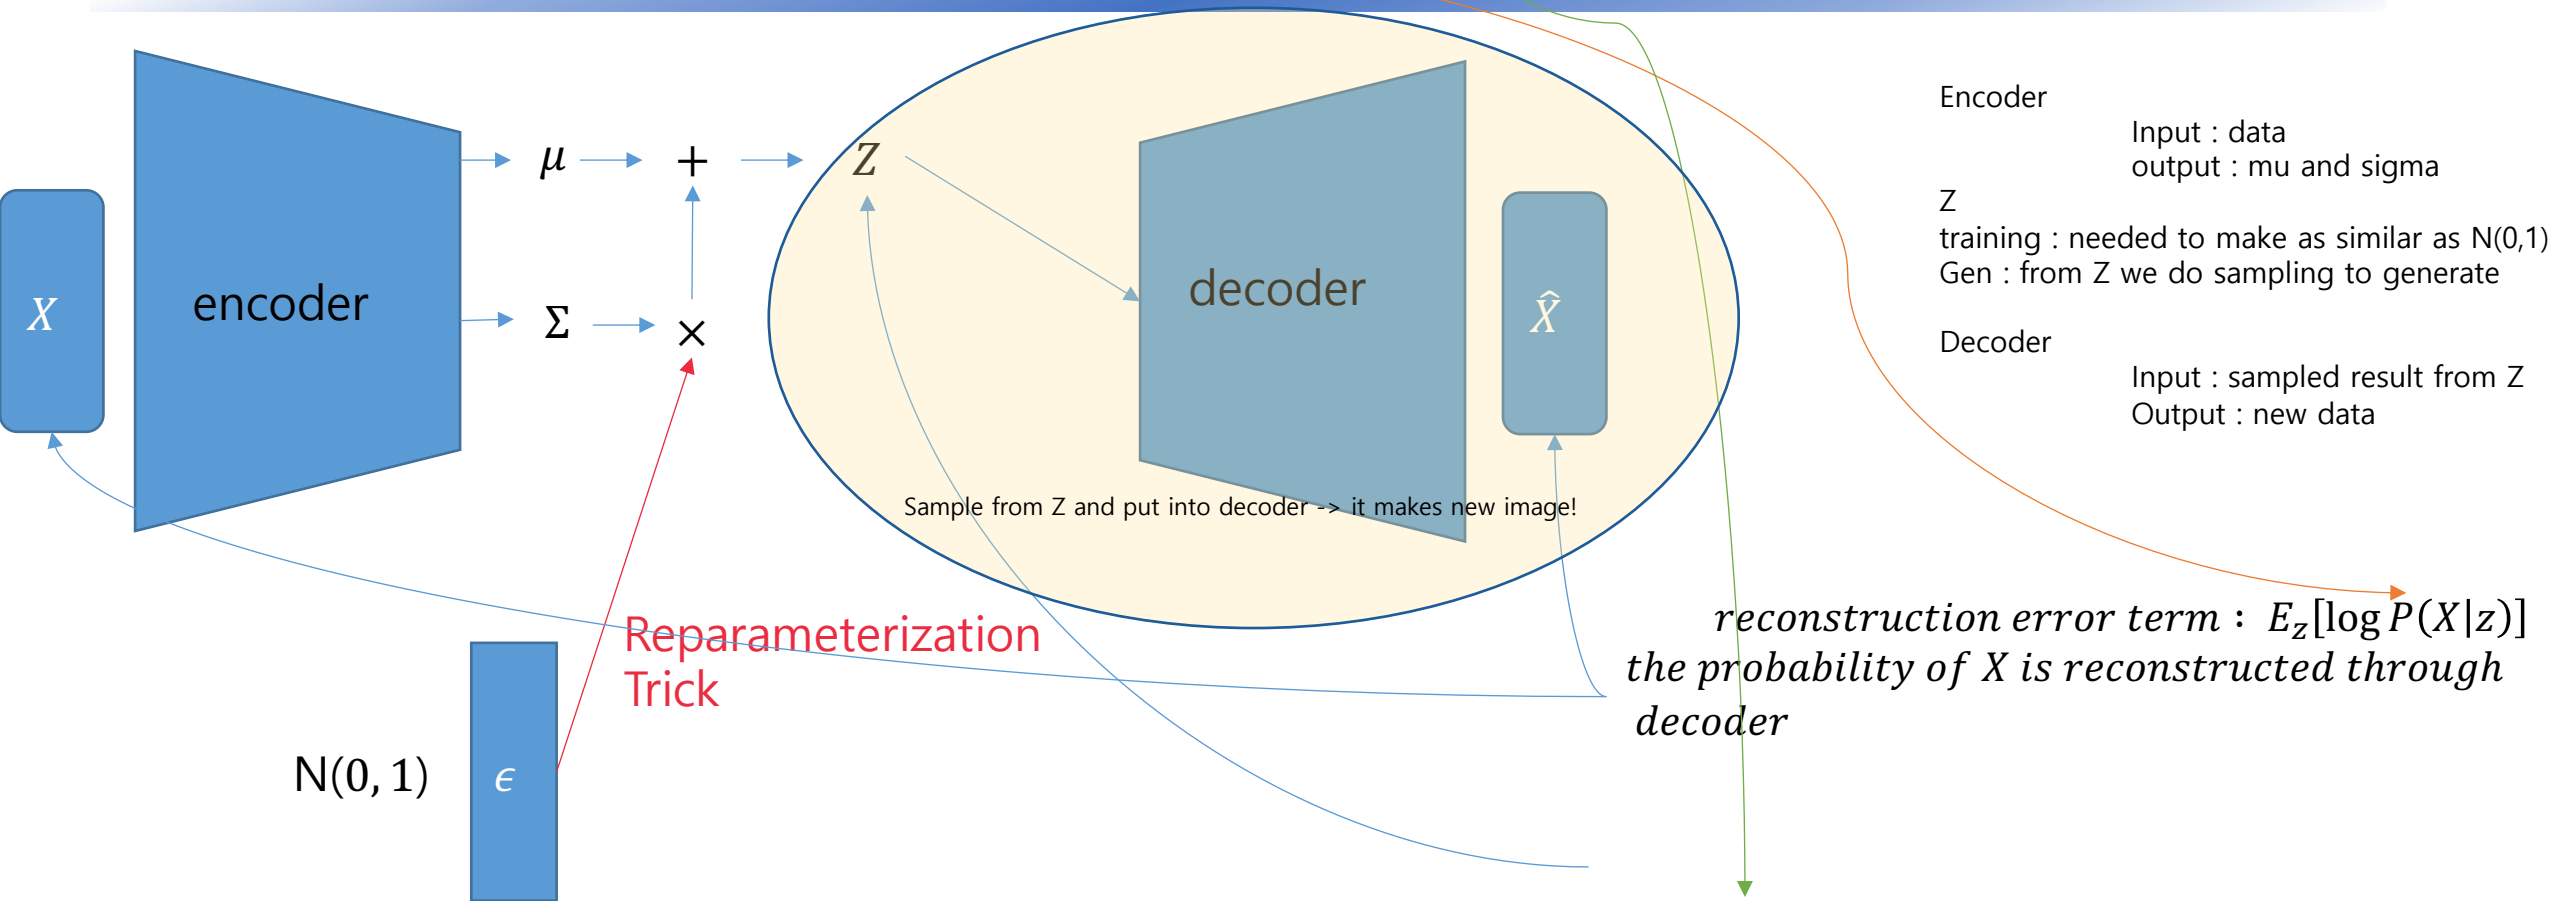 X
encoder
μ
+
Z
Σ
×
decoder
X̂
Sample from Z and put into decoder -> it makes new image!
Reparameterization
Trick
N(0, 1)
ϵ
Encoder
Input : data
output : mu and sigma
Z
training : needed to make as similar as N(0,1)
Gen : from Z we do sampling to generate
Decoder
Input : sampled result from Z
Output : new data
reconstruction error term : E_z[log P(X|z)]
the probability of X is reconstructed through
decoder